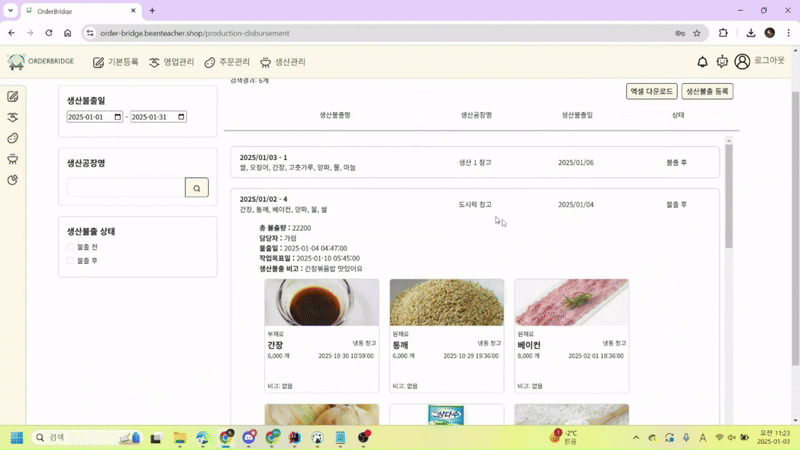 OrderBridge
order-bridge.beanteacher.shop/production-disbursement
ORDERBRIDGE
기본등록
영업관리
주문관리
생산관리
로그아웃
검색결과: 6개
엑셀 다운로드
생산불출 등록
생산불출일
2025-01-01 - 2025-01-31
생산공장명
생산불출 상태
불출 전
불출 후
생산불출명 생산공장명 생산불출일 상태
2025/01/03 - 1
쌀, 오징어, 간장, 고춧가루, 양파, 물, 마늘
생산 1 창고 2025/01/06 불출 후
2025/01/02 - 4
간장, 통깨, 베이컨, 양파, 물, 쌀
도시락 창고 2025/01/04 불출 후
총 불출량 : 22200
담당자 : 가람
불출일 : 2025-01-04 04:47:00
작업목표일 : 2025-01-10 05:45:00
생산불출 비고 : 간장볶음밥 맛있어요
부재료
간장 냉동 창고
6,000 개 2025-10-30 10:59:00
비고: 없음
원재료
통깨 냉동 창고
6,000 개 2025-10-29 19:36:00
비고: 없음
원재료
베이컨 냉동 창고
8,000 개 2025-02-01 18:36:00
비고: 없음
검색
-2°C
맑음
오전 11:23
2025-01-03